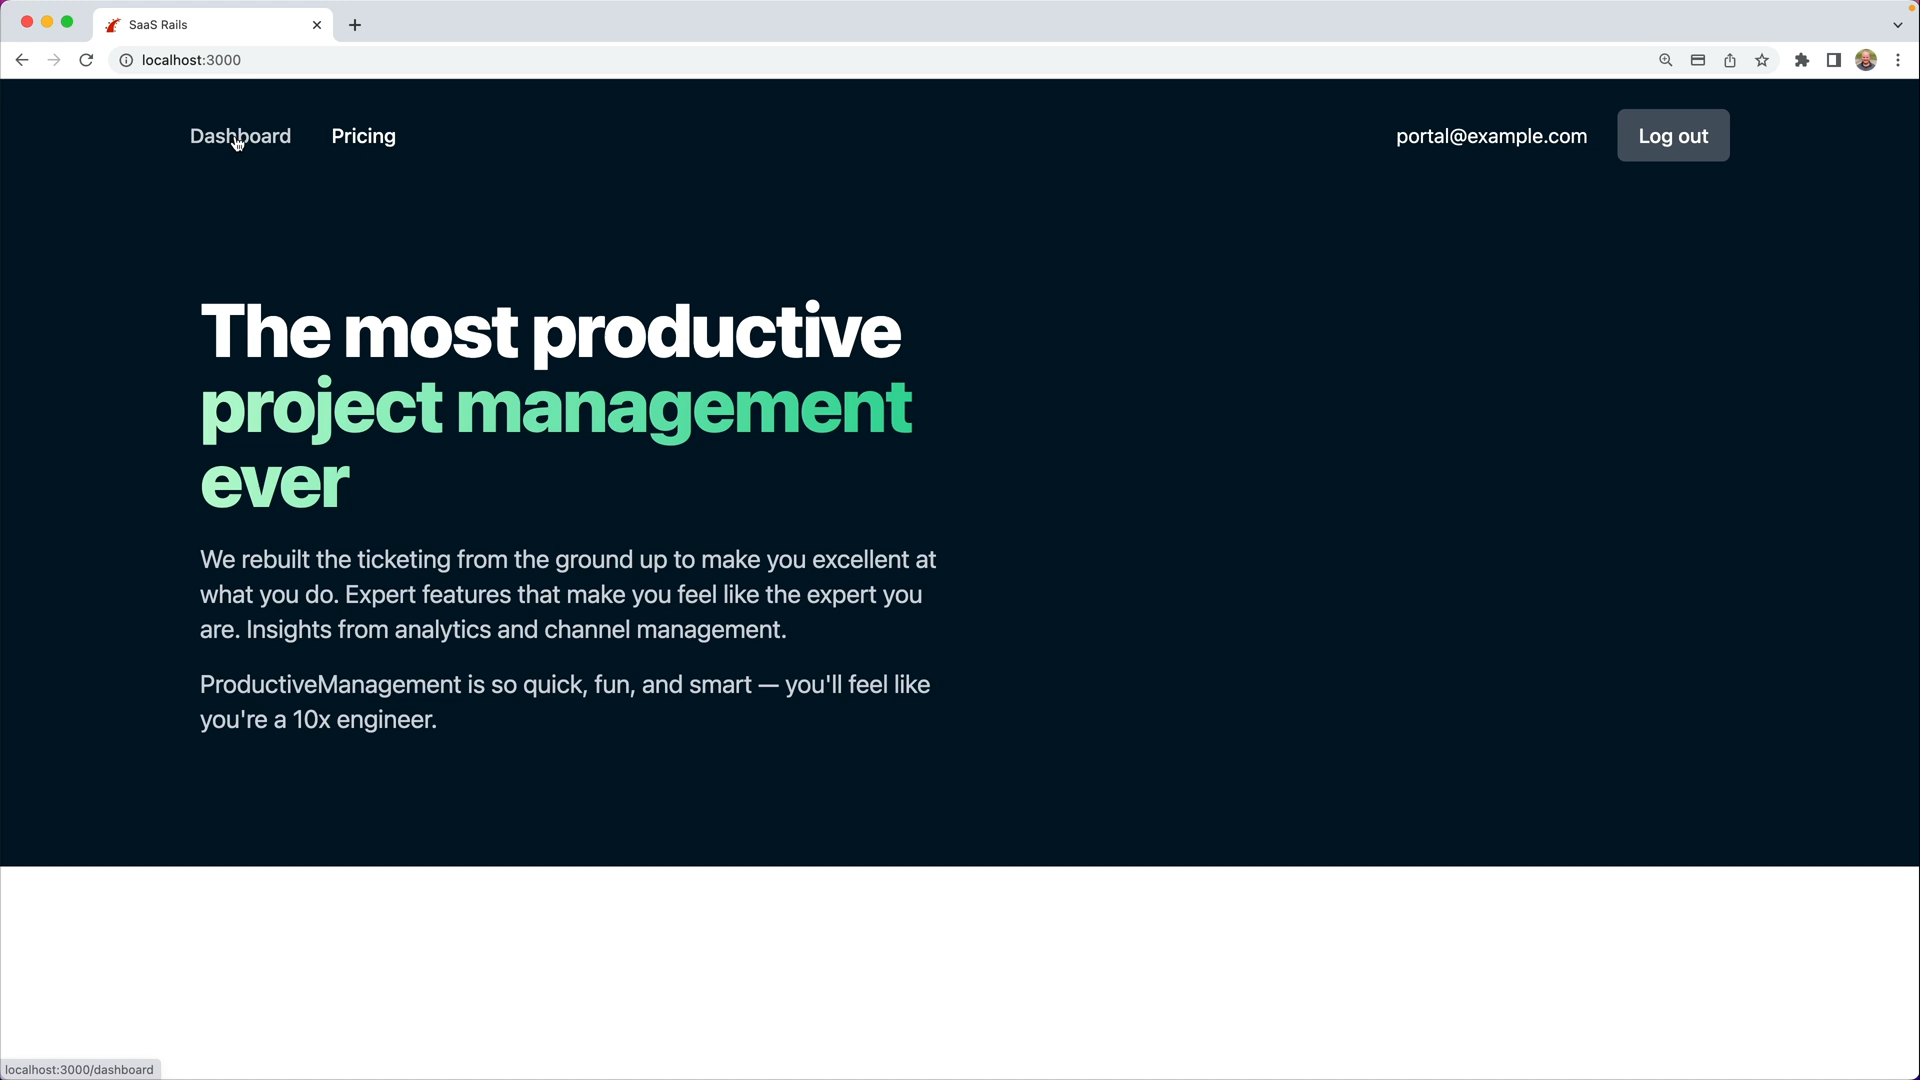 SaaS Rails
localhost:3000
Dashboard
Pricing
portal@example.com
Log out
The most productive
project management
ever
We rebuilt the ticketing from the ground up to make you excellent at
what you do. Expert features that make you feel like the expert you
are. Insights from analytics and channel management.
ProductiveManagement is so quick, fun, and smart — you'll feel like
you're a 10x engineer.
localhost:3000/dashboard